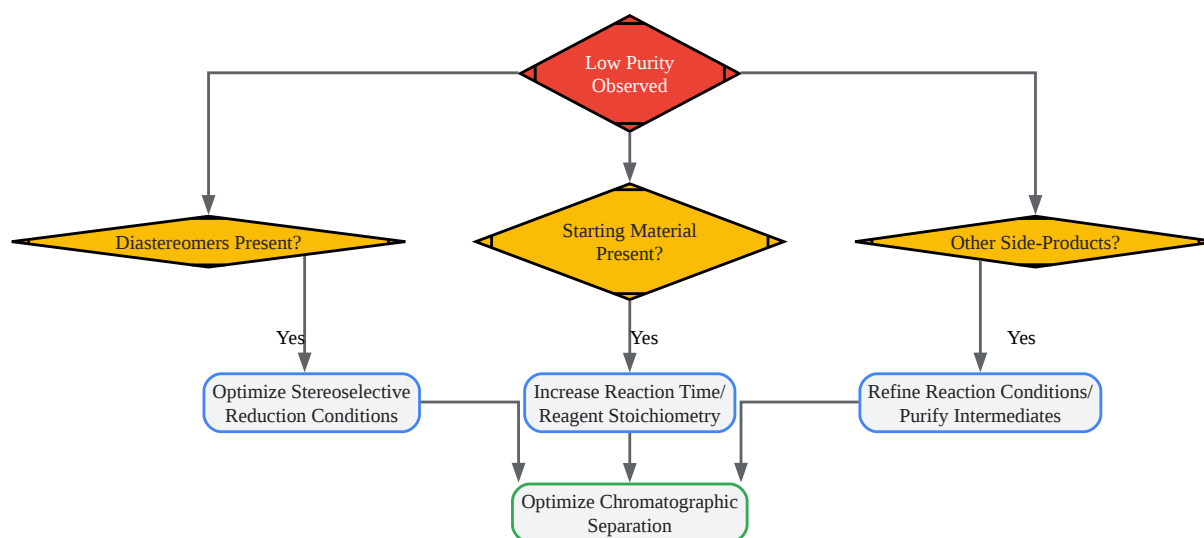 Low Purity
Observed
Diastereomers Present?
Starting Material
Present?
Other Side-Products?
Yes
Yes
Yes
Optimize Stereoselective
Reduction Conditions
Increase Reaction Time/
Reagent Stoichiometry
Refine Reaction Conditions/
Purify Intermediates
Optimize Chromatographic
Separation